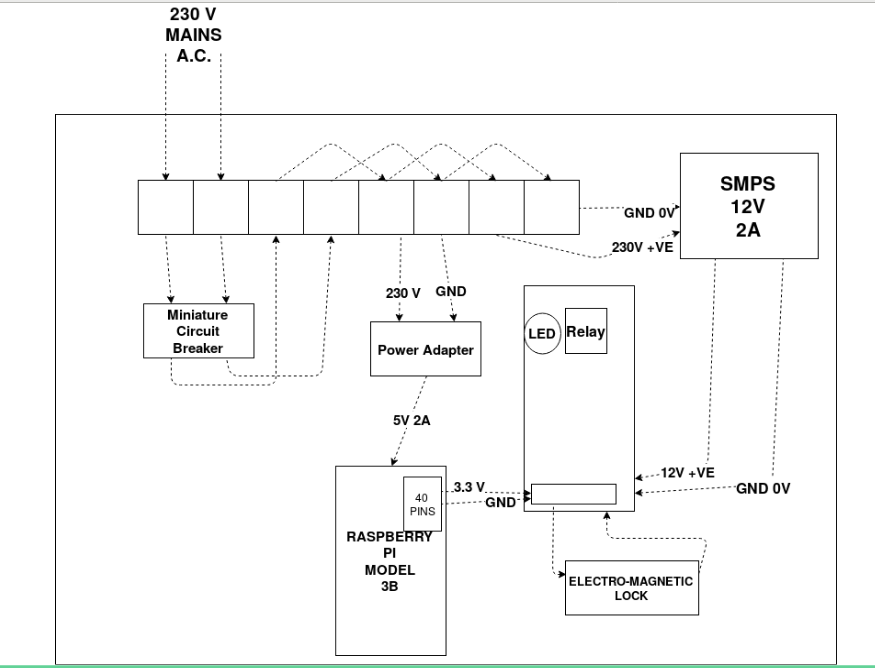 230 V
MAINS
A.C.
SMPS
12V
2A
GND 0V
230V +VE
230 V
GND
Miniature
Circuit
Breaker
Power Adapter
LED
Relay
5V 2A
12V +VE
GND 0V
3.3 V
GND
40
PINS
RASPBERRY
PI
MODEL
3B
ELECTRO-MAGNETIC
LOCK